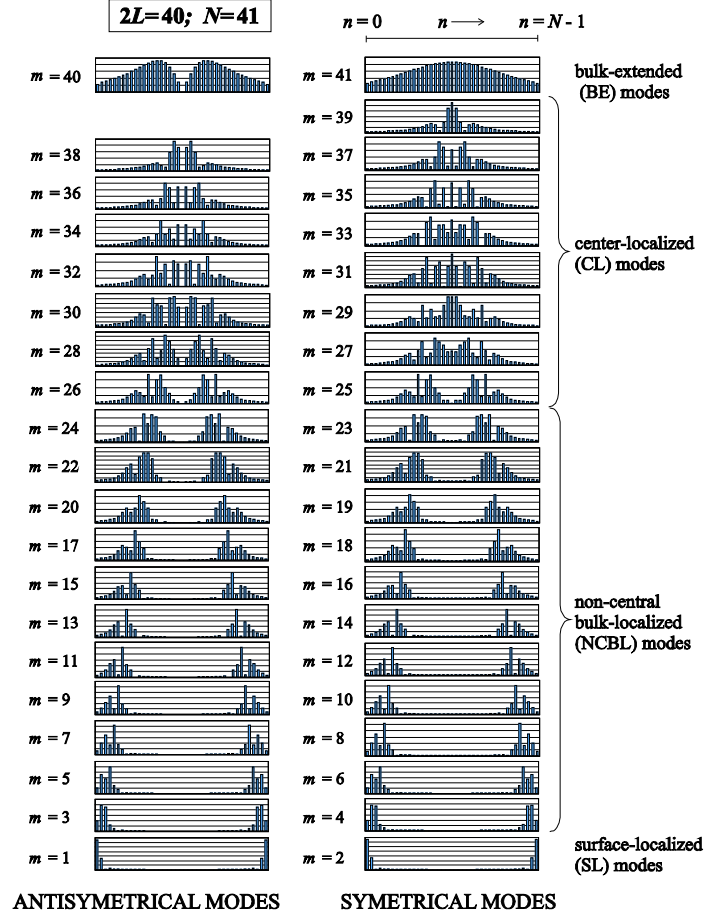 2L=40; N=41
n = 0 n → n = N - 1
m = 40
m = 41
bulk-extended
(BE) modes
m = 39
m = 38
m = 37
m = 36
m = 35
m = 34
m = 33
center-localized
(CL) modes
m = 32
m = 31
m = 30
m = 29
m = 28
m = 27
m = 26
m = 25
m = 24
m = 23
m = 22
m = 21
m = 20
m = 19
m = 17
m = 18
m = 15
m = 16
non-central
bulk-localized
(NCBL) modes
m = 13
m = 14
m = 11
m = 12
m = 9
m = 10
m = 7
m = 8
m = 5
m = 6
m = 3
m = 4
m = 1
m = 2
surface-localized
(SL) modes
ANTISYMETRICAL MODES
SYMETRICAL MODES